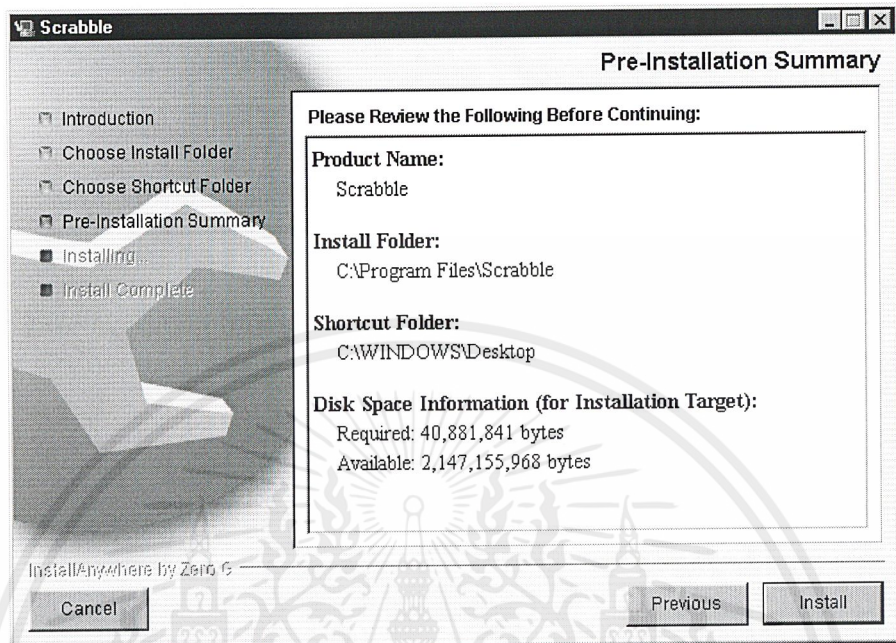 Scrabble
Pre-Installation Summary
Introduction
Choose Install Folder
Choose Shortcut Folder
Pre-Installation Summary
Installing...
Install Complete
Please Review the Following Before Continuing:
Product Name:
Scrabble
Install Folder:
C:\Program Files\Scrabble
Shortcut Folder:
C:\WINDOWS\Desktop
Disk Space Information (for Installation Target):
Required: 40,881,841 bytes
Available: 2,147,155,968 bytes
InstallAnywhere by Zero G
Cancel
Previous
Install